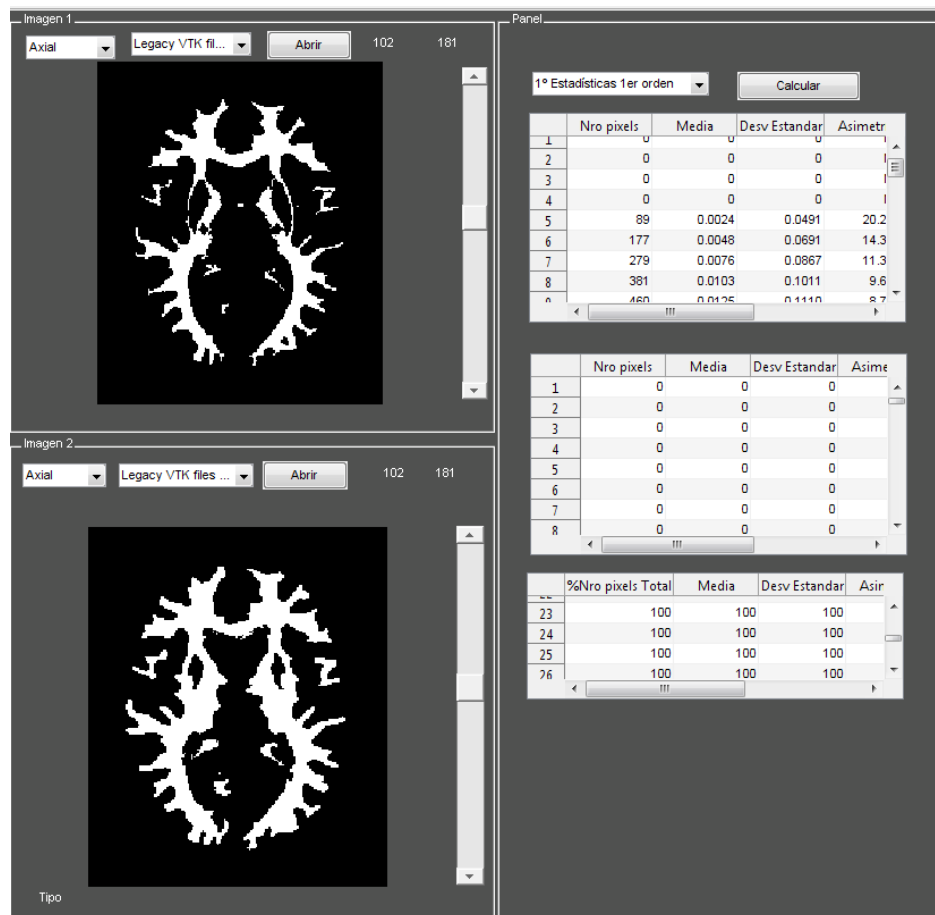 Imagen 1
Axial Legacy VTK fil... Abrir 102 181
Imagen 2
Axial Legacy VTK files ... Abrir 102 181
Tipo
Panel
1º Estadísticas 1er orden Calcular
Nro pixels Media Desv Estandar Asimetr
1 0 0 0
2 0 0 0
3 0 0 0
4 0 0 0
5 89 0.0024 0.0491 20.2
6 177 0.0048 0.0691 14.3
7 279 0.0076 0.0867 11.3
8 381 0.0103 0.1011 9.6
460 0.0125 0.1110 8.7
Nro pixels Media Desv Estandar Asime
1 0 0 0
2 0 0 0
3 0 0 0
4 0 0 0
5 0 0 0
6 0 0 0
7 0 0 0
8 0 0 0
%Nro pixels Total Media Desv Estandar Asir
23 100 100 100
24 100 100 100
25 100 100 100
26 100 100 100